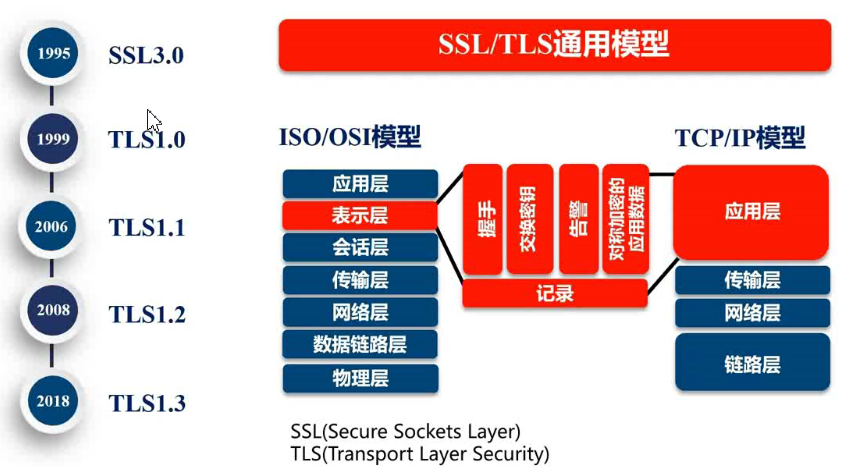 SSL/TLS通用模型
1995
SSL3.0
1999
TLS1.0
2006
TLS1.1
2008
TLS1.2
2018
TLS1.3
ISO/OSI模型
应用层
表示层
会话层
传输层
网络层
数据链路层
物理层
握手
交换密钥
告警
对称加密的
应用数据
记录
TCP/IP模型
应用层
传输层
网络层
链路层
SSL(Secure Sockets Layer)
TLS(Transport Layer Security)